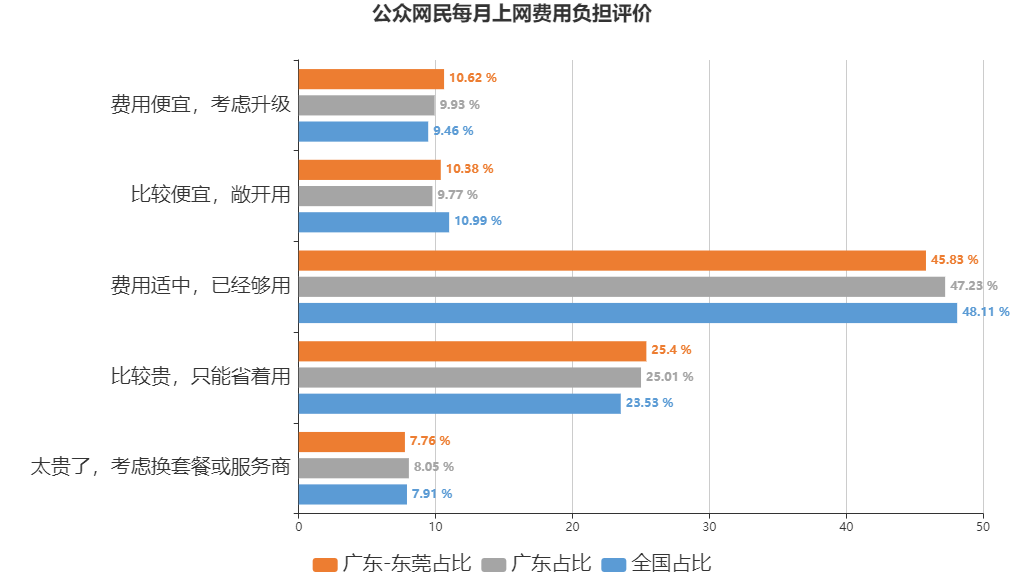 公众网民每月上网费用负担评价
费用便宜，考虑升级
10.62 %
9.93 %
9.46 %
比较便宜，敞开用
10.38 %
9.77 %
10.99 %
费用适中，已经够用
45.83 %
47.23 %
48.11 %
比较贵，只能省着用
25.4 %
25.01 %
23.53 %
太贵了，考虑换套餐或服务商
7.76 %
8.05 %
7.91 %
0 10 20 30 40 50
广东-东莞占比 广东占比 全国占比